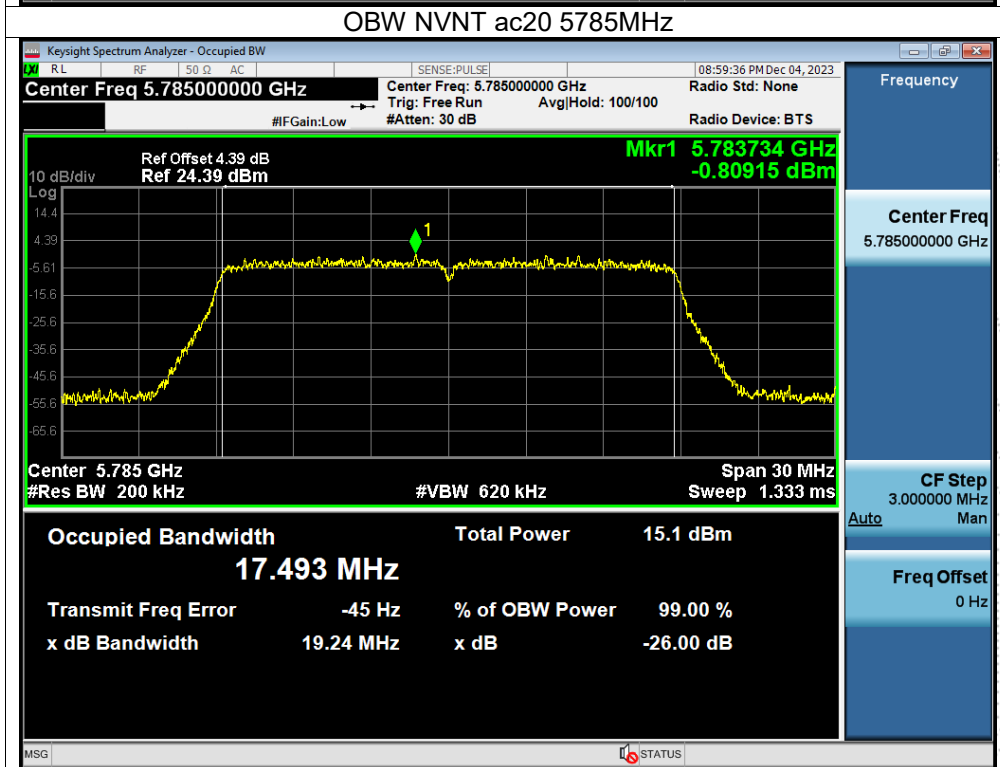 OBW NVNT ac20 5785MHz
Keysight Spectrum Analyzer - Occupied BW
LXI RL RF 50 Ω AC SENSE:PULSE 08:59:36 PM Dec 04, 2023
Center Freq 5.785000000 GHz Center Freq: 5.785000000 GHz Radio Std: None
Trig: Free Run Avg|Hold: 100/100
#IFGain:Low #Atten: 30 dB Radio Device: BTS
Mkr1 5.783734 GHz
-0.80915 dBm
Ref Offset 4.39 dB
10 dB/div Ref 24.39 dBm
Log
14.4
4.39
-5.61
-15.6
-25.6
-35.6
-45.6
-55.6
-65.6
1
Center 5.785 GHz Span 30 MHz
#Res BW 200 kHz #VBW 620 kHz Sweep 1.333 ms
Occupied Bandwidth Total Power 15.1 dBm
17.493 MHz
Transmit Freq Error -45 Hz % of OBW Power 99.00 %
x dB Bandwidth 19.24 MHz x dB -26.00 dB
Frequency
Center Freq
5.785000000 GHz
CF Step
3.000000 MHz
Auto Man
Freq Offset
0 Hz
MSG STATUS